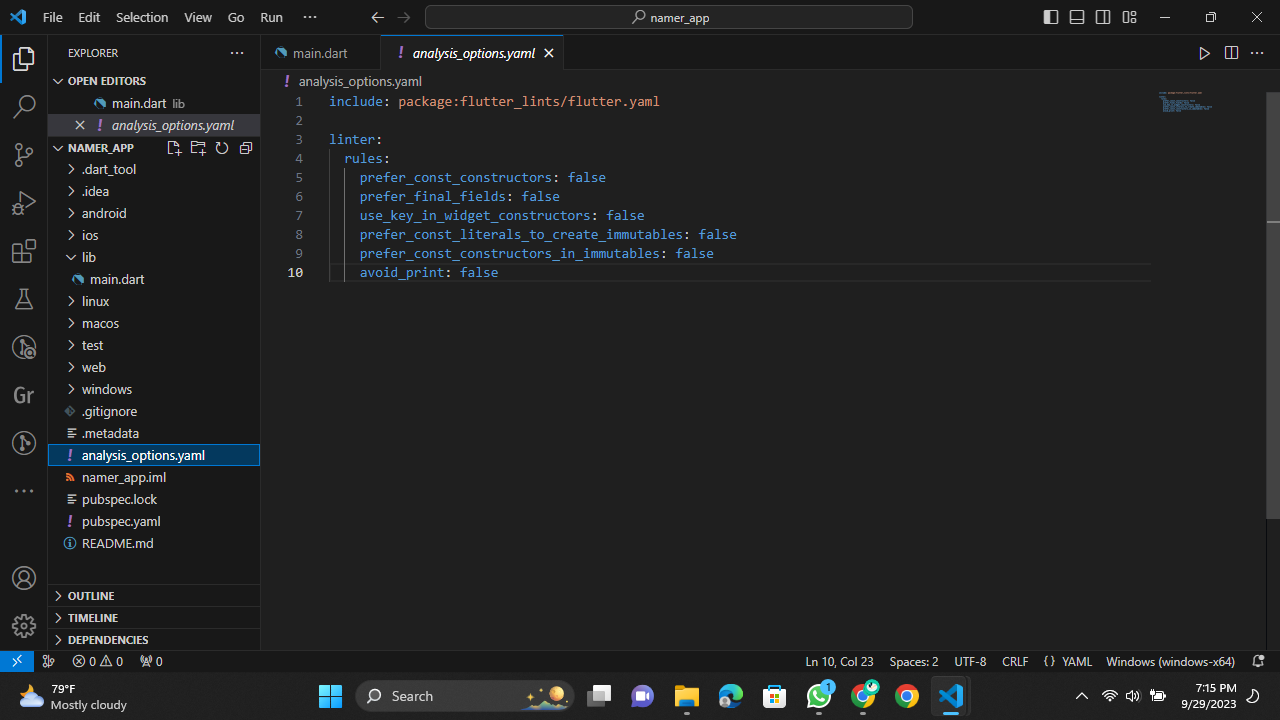 File Edit Selection View Go Run ···
namer_app
EXPLORER
main.dart
! analysis_options.yaml
OPEN EDITORS
main.dart lib
! analysis_options.yaml
NAMER_APP
.dart_tool
.idea
android
ios
lib
main.dart
linux
macos
test
web
windows
.gitignore
.metadata
! analysis_options.yaml
namer_app.iml
pubspec.lock
! pubspec.yaml
README.md
OUTLINE
TIMELINE
DEPENDENCIES
Gr
! analysis_options.yaml
1 include: package:flutter_lints/flutter.yaml
2
3 linter:
4 rules:
5 prefer_const_constructors: false
6 prefer_final_fields: false
7 use_key_in_widget_constructors: false
8 prefer_const_literals_to_create_immutables: false
9 prefer_const_constructors_in_immutables: false
10 avoid_print: false
0 0 0
Ln 10, Col 23 Spaces: 2 UTF-8 CRLF {} YAML Windows (windows-x64)
79°F
Mostly cloudy
Search
1
7:15 PM
9/29/2023